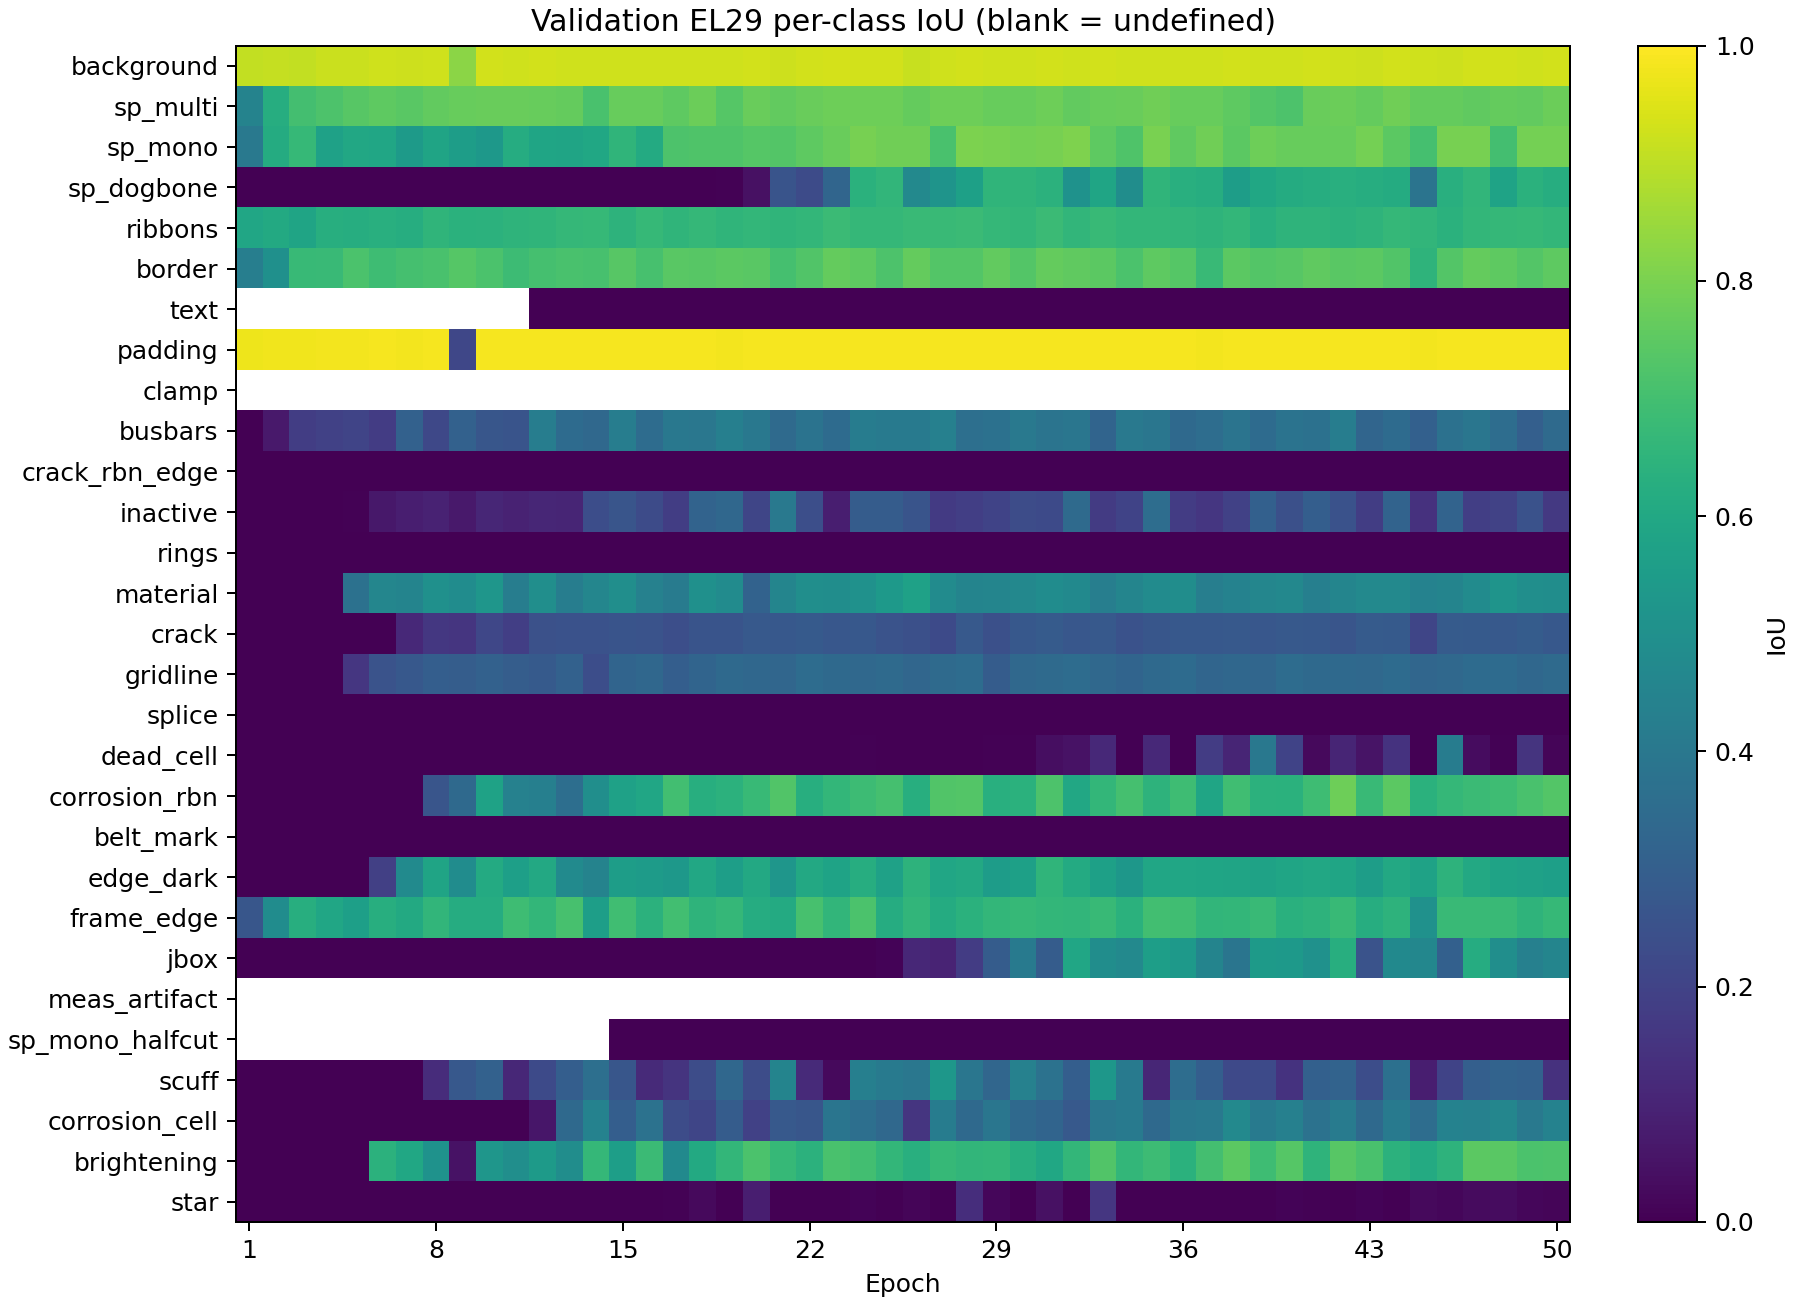 Validation EL29 per-class IoU (blank = undefined)
background
sp_multi
sp_mono
sp_dogbone
ribbons
border
text
padding
clamp
busbars
crack_rbn_edge
inactive
rings
material
crack
gridline
splice
dead_cell
corrosion_rbn
belt_mark
edge_dark
frame_edge
jbox
meas_artifact
sp_mono_halfcut
scuff
corrosion_cell
brightening
star
1 8 15 22 29 36 43 50
Epoch
1.0
0.8
0.6
0.4
0.2
0.0
IoU